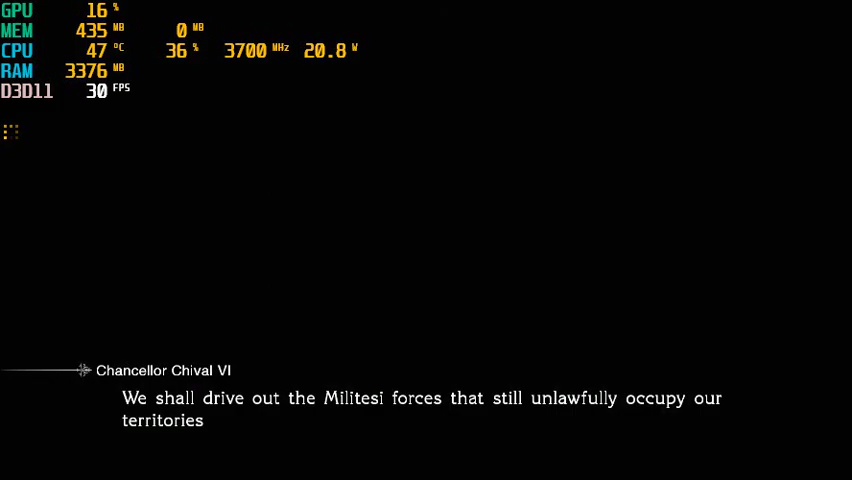 GPU 16 %
MEM 435 MB 0 MB
CPU 47 °C 36 % 3700 MHz 20.8 W
RAM 3376 MB
D3D11 30 FPS
Chancellor Chival VI
We shall drive out the Militesi forces that still unlawfully occupy our
territories